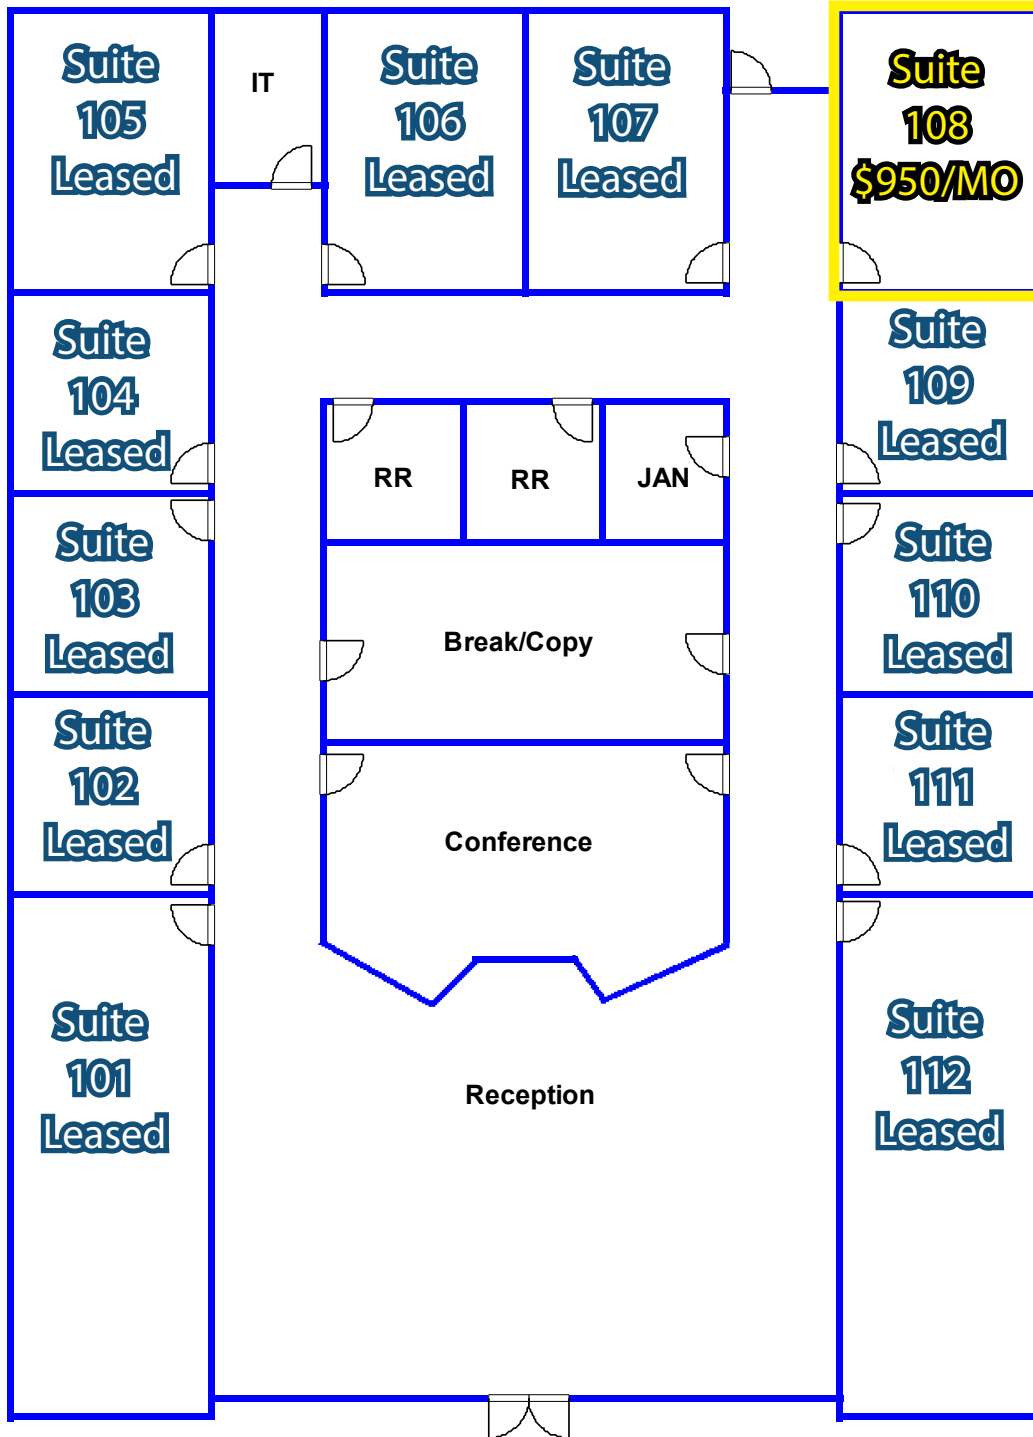 Suite
105
Leased
IT
Suite
106
Leased
Suite
107
Leased
Suite
108
$950/MO
Suite
104
Leased
Suite
109
Leased
RR
RR
JAN
Suite
103
Leased
Break/Copy
Suite
110
Leased
Suite
102
Leased
Conference
Suite
111
Leased
Suite
101
Leased
Reception
Suite
112
Leased